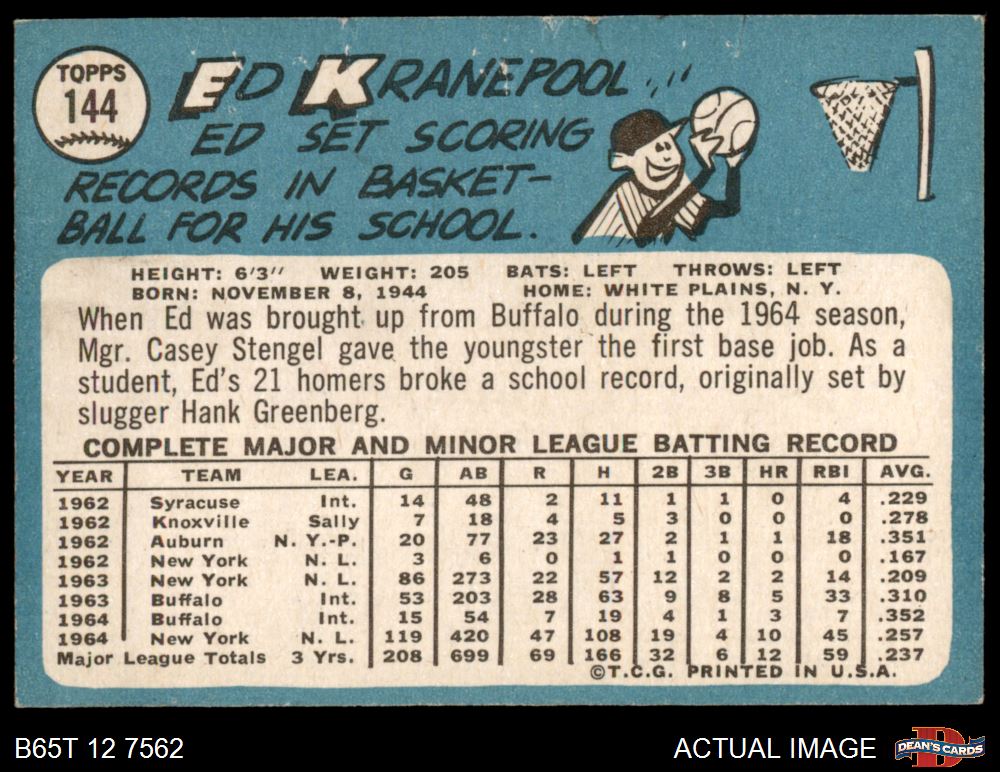 TOPPS
144
ED KRANEPOOL...
ED SET SCORING
RECORDS IN BASKET-
BALL FOR HIS SCHOOL.
HEIGHT: 6'3" WEIGHT: 205 BATS: LEFT THROWS: LEFT
BORN: NOVEMBER 8, 1944 HOME: WHITE PLAINS, N. Y.
When Ed was brought up from Buffalo during the 1964 season,
Mgr. Casey Stengel gave the youngster the first base job. As a
student, Ed's 21 homers broke a school record, originally set by
slugger Hank Greenberg.
COMPLETE MAJOR AND MINOR LEAGUE BATTING RECORD
YEAR TEAM LEA. G AB R H 2B 3B HR RBI AVG.
1962 Syracuse Int. 14 48 2 11 1 1 0 4 .229
1962 Knoxville Sally 7 18 4 5 3 0 0 0 .278
1962 Auburn N. Y.-P. 20 77 23 27 2 1 1 18 .351
1962 New York N. L. 3 6 0 1 1 0 0 0 .167
1963 New York N. L. 86 273 22 57 12 2 2 14 .209
1963 Buffalo Int. 53 203 28 63 9 8 5 33 .310
1964 Buffalo Int. 15 54 7 19 4 1 3 7 .352
1964 New York N. L. 119 420 47 108 19 4 10 45 .257
Major League Totals 3 Yrs. 208 699 69 166 32 6 12 59 .237
©T.C.G. PRINTED IN U.S.A.
B65T 12 7562 ACTUAL IMAGE D DEAN'S CARDS